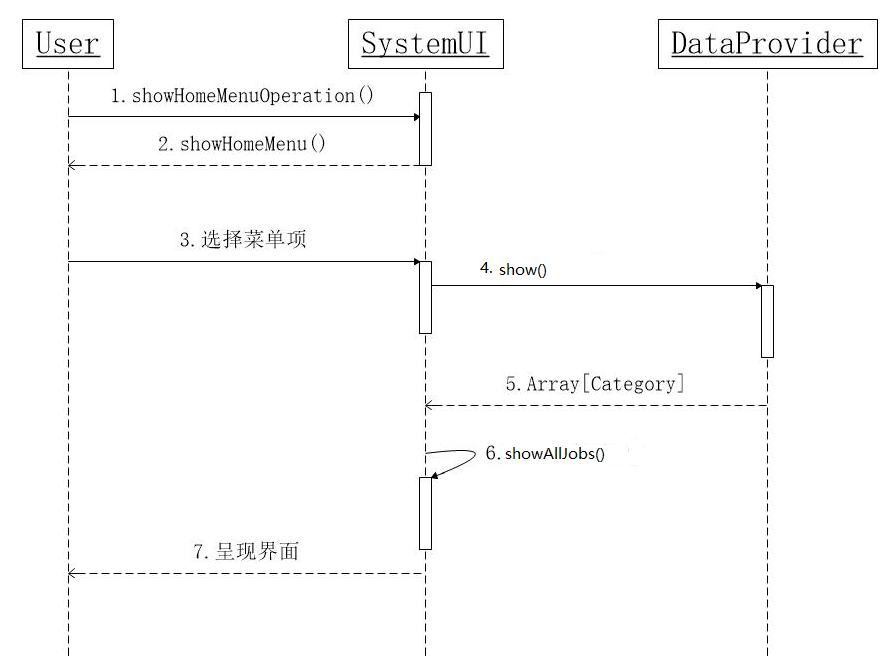 User
SystemUI
DataProvider
1.showHomeMenuOperation()
2.showHomeMenu()
3.选择菜单项
4. show()
5.Array[Category]
6.showAllJobs()
7.呈现界面